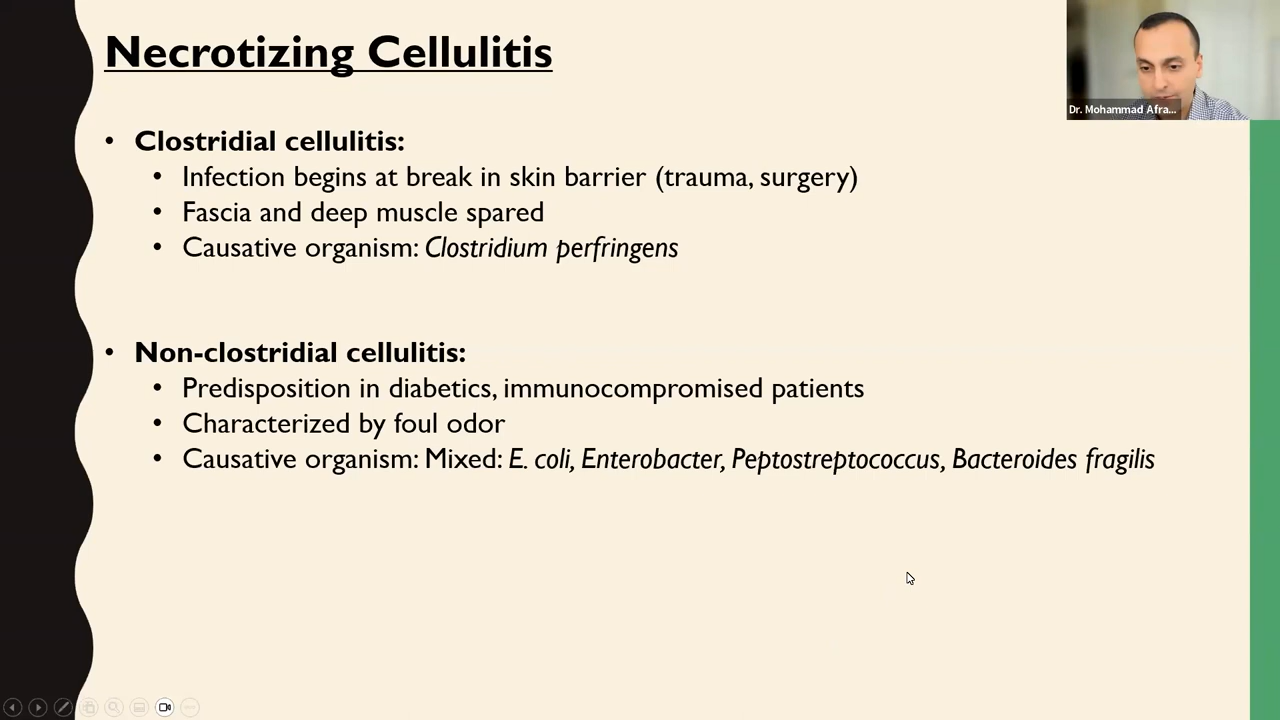 Necrotizing Cellulitis
Dr. Mohammad Afra...
• Clostridial cellulitis:
• Infection begins at break in skin barrier (trauma, surgery)
• Fascia and deep muscle spared
• Causative organism: Clostridium perfringens
• Non-clostridial cellulitis:
• Predisposition in diabetics, immunocompromised patients
• Characterized by foul odor
• Causative organism: Mixed: E. coli, Enterobacter, Peptostreptococcus, Bacteroides fragilis